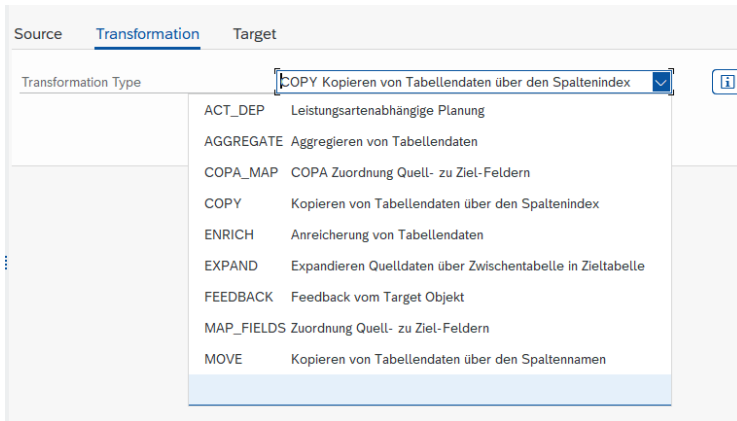 Source Transformation Target
Transformation Type COPY Kopieren von Tabellendaten über den Spaltenindex
ACT_DEP Leistungsartenabhängige Planung
AGGREGATE Aggregieren von Tabellendaten
COPA_MAP COPA Zuordnung Quell- zu Ziel-Feldern
COPY Kopieren von Tabellendaten über den Spaltenindex
ENRICH Anreicherung von Tabellendaten
EXPAND Expandieren Quelldaten über Zwischentabelle in Zieltabelle
FEEDBACK Feedback vom Target Objekt
MAP_FIELDS Zuordnung Quell- zu Ziel-Feldern
MOVE Kopieren von Tabellendaten über den Spaltennamen